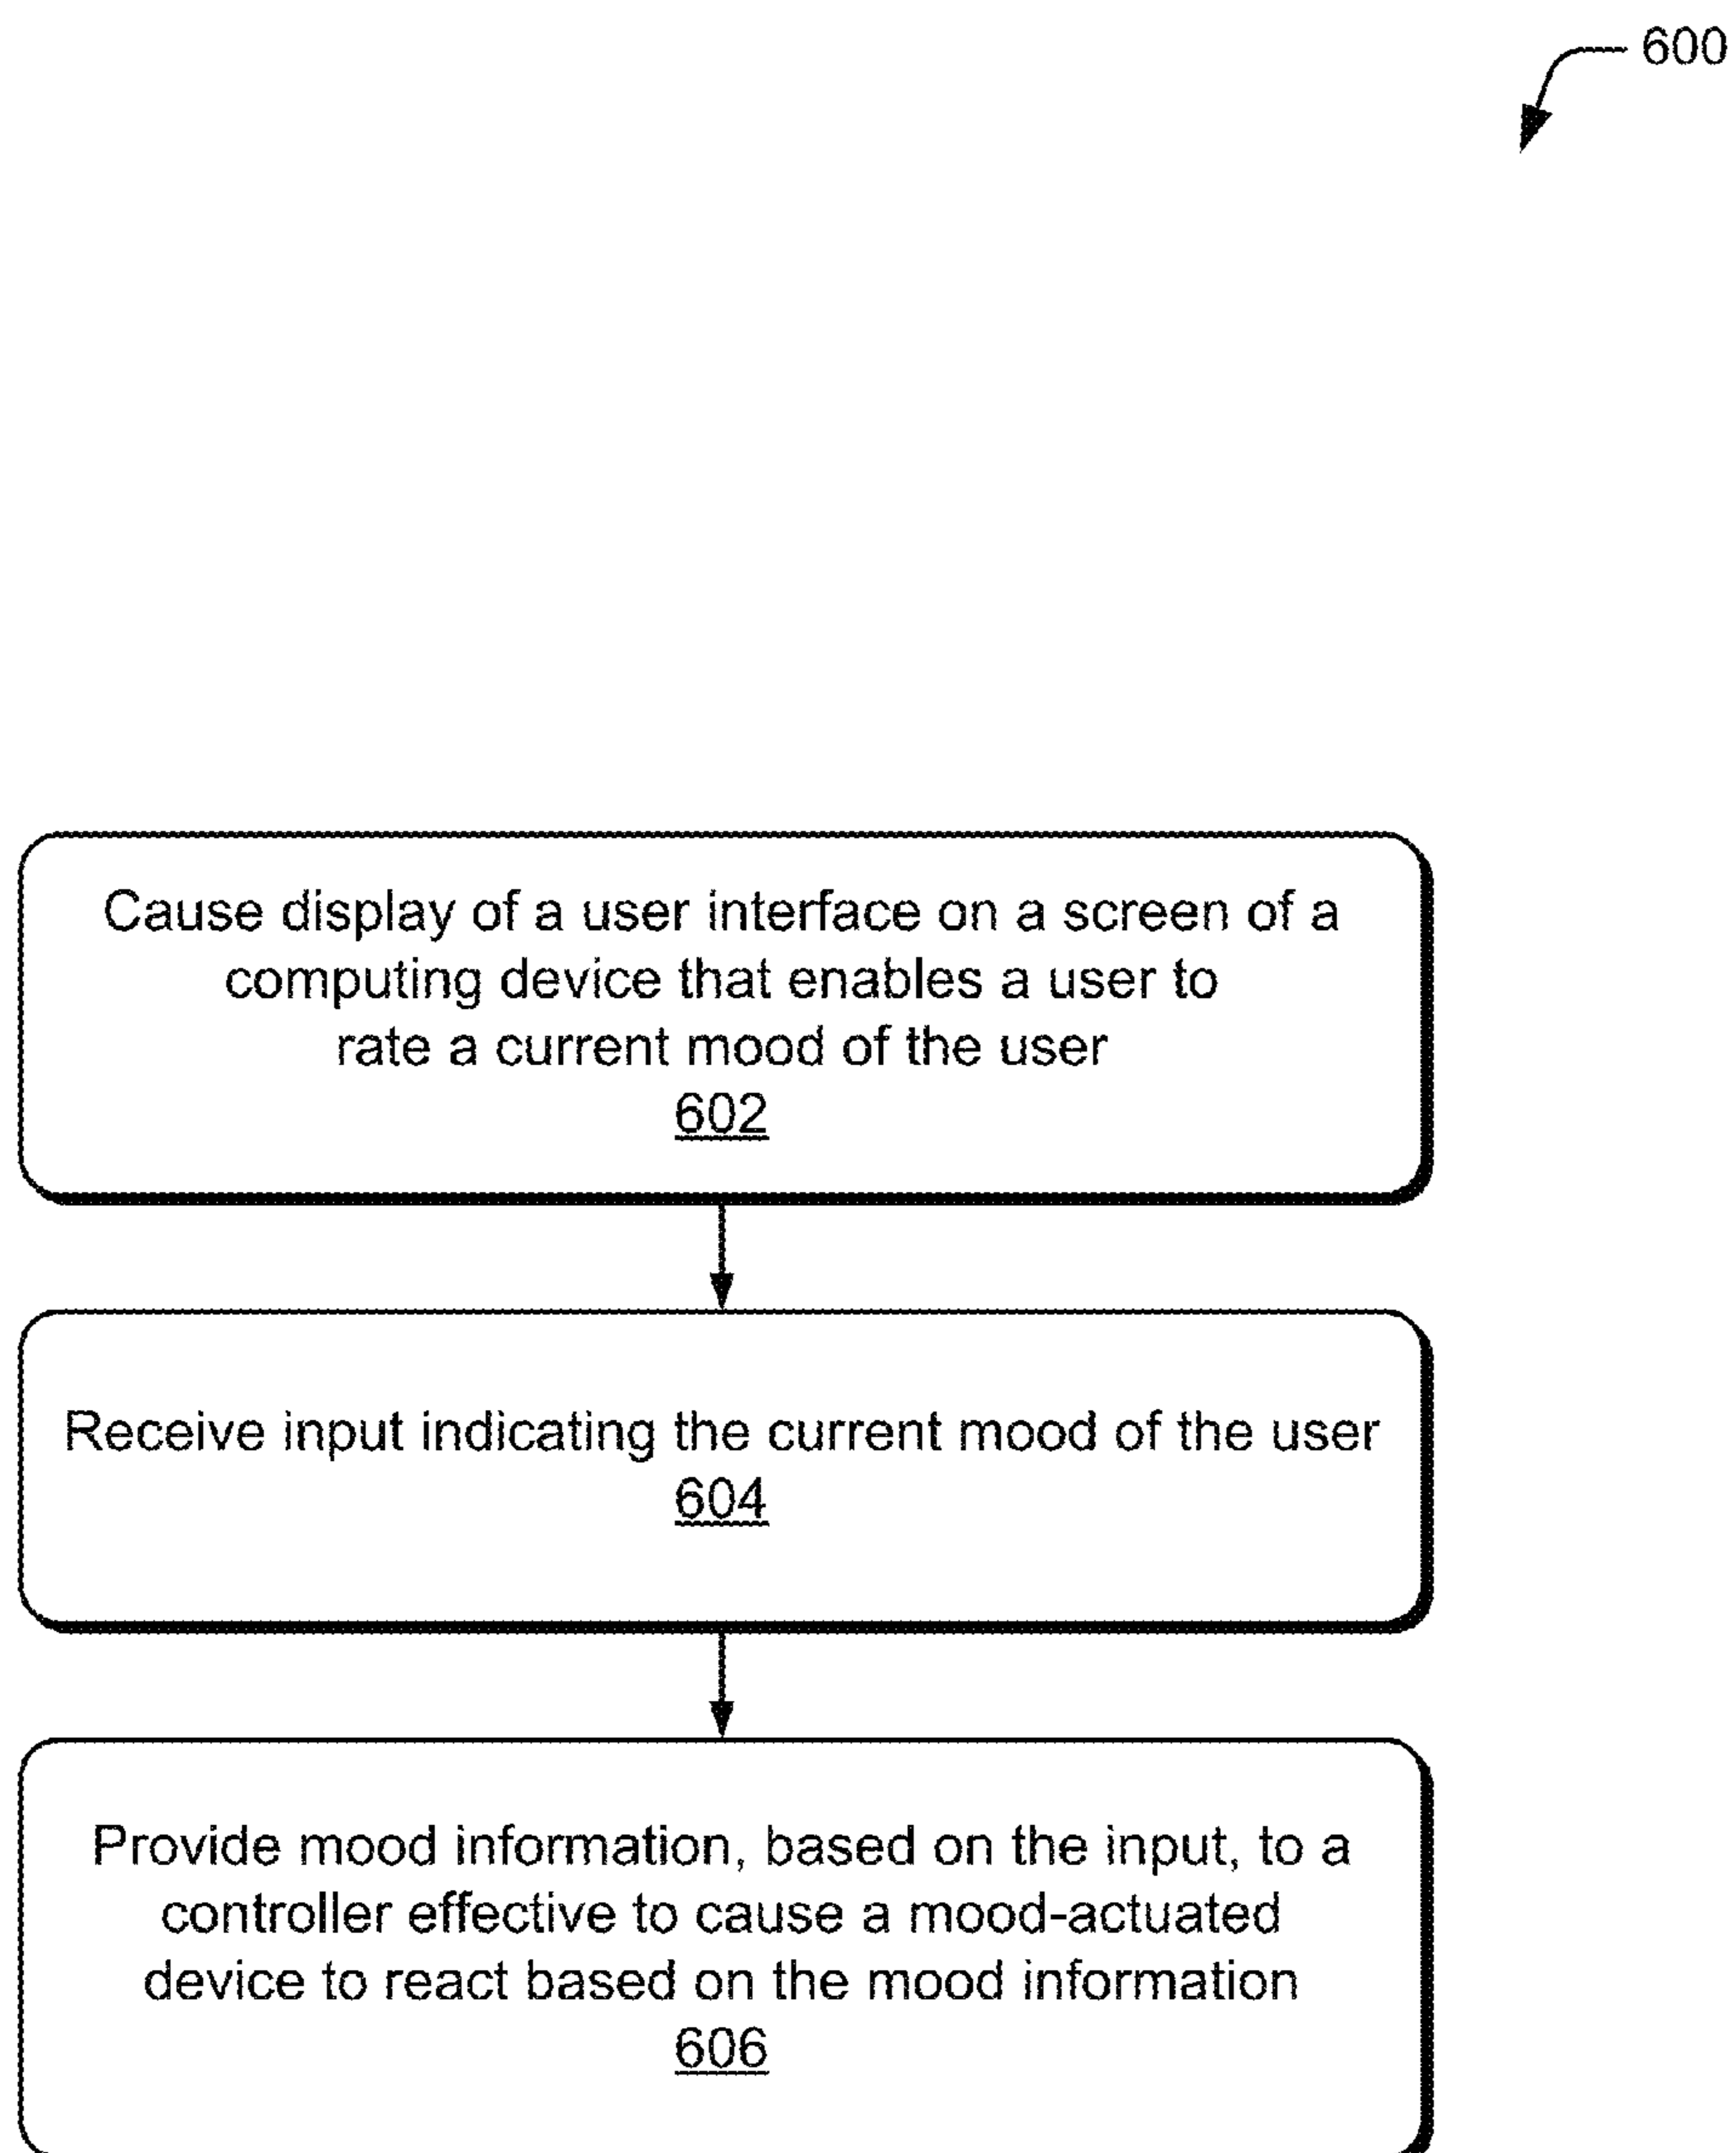 600
Cause display of a user interface on a screen of a
computing device that enables a user to
rate a current mood of the user
602
Receive input indicating the current mood of the user
604
Provide mood information, based on the input, to a
controller effective to cause a mood-actuated
device to react based on the mood information
606